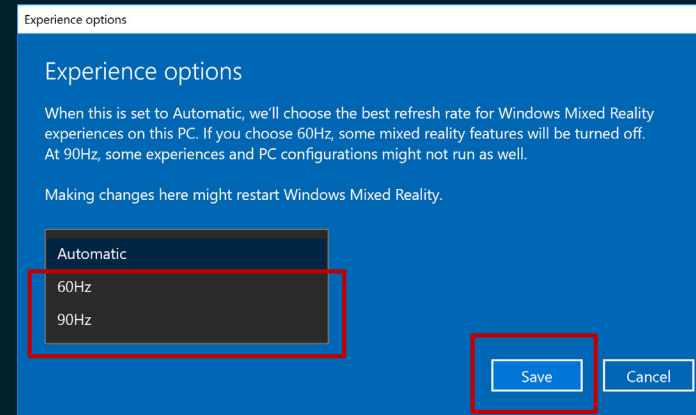 Experience options
Experience options
When this is set to Automatic, we'll choose the best refresh rate for Windows Mixed Reality
experiences on this PC. If you choose 60Hz, some mixed reality features will be turned off.
At 90Hz, some experiences and PC configurations might not run as well.
Making changes here might restart Windows Mixed Reality.
Automatic
60Hz
90Hz
Save Cancel